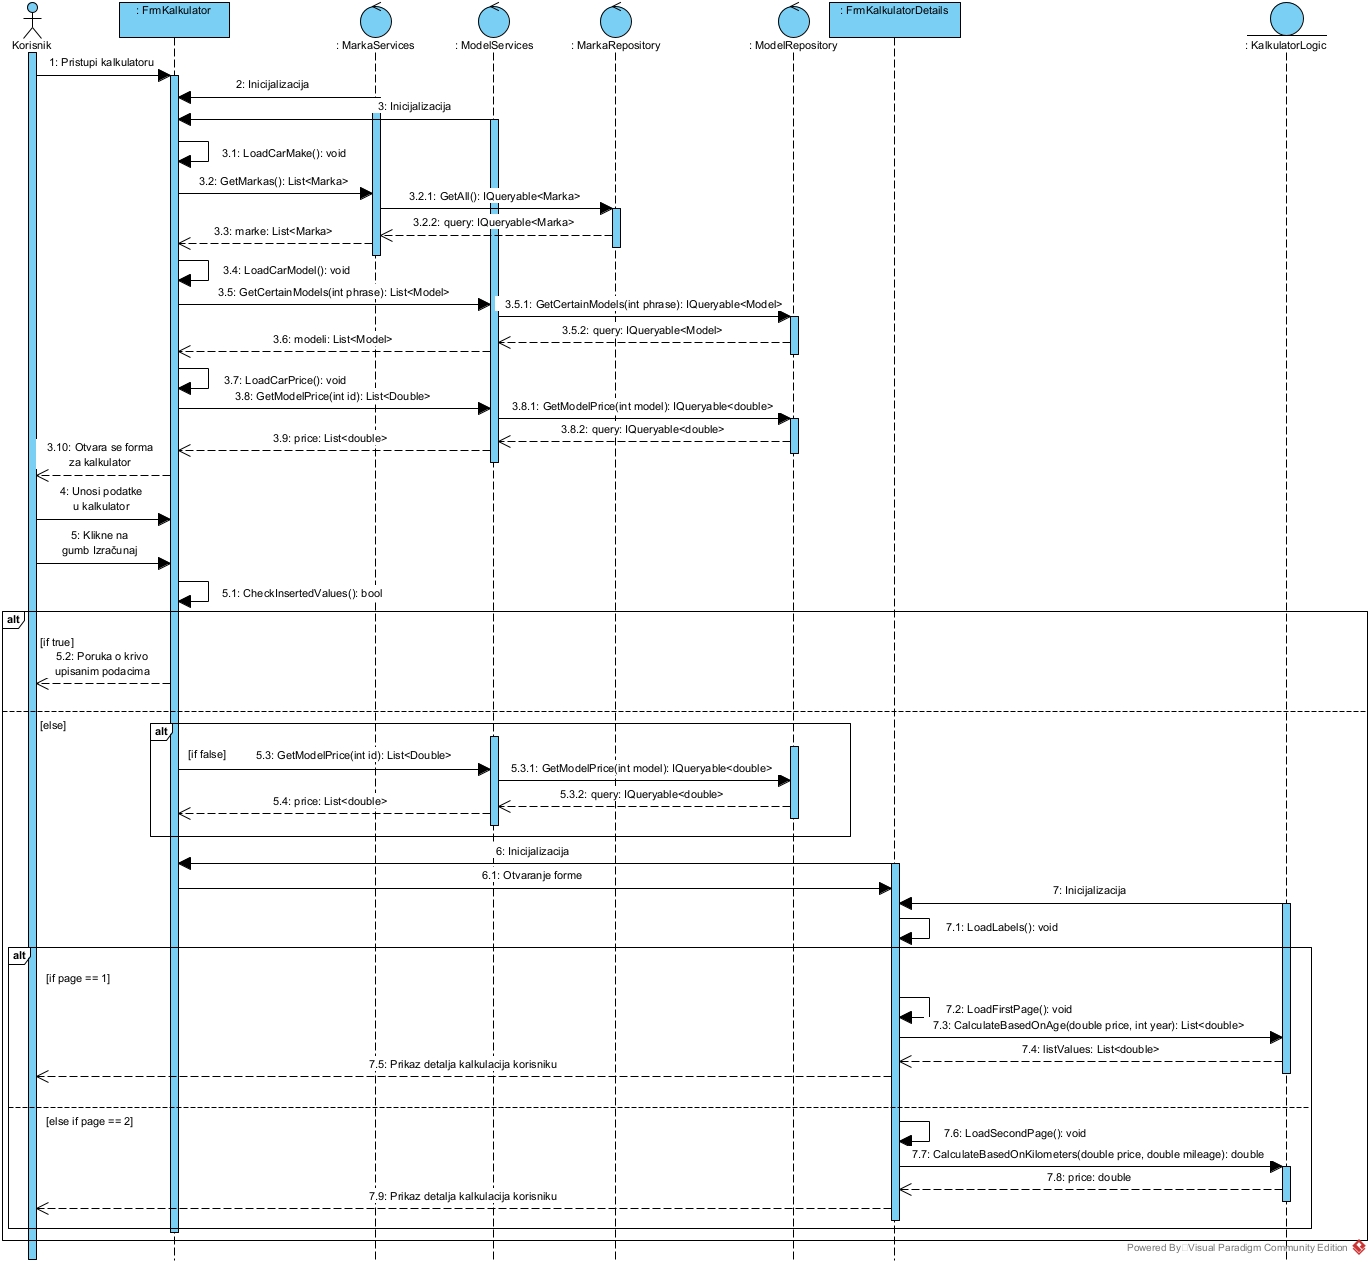 : FrmKalkulator
: FrmKalkulatorDetails
Korisnik
: MarkaServices
: ModelServices
: MarkaRepository
: ModelRepository
: KalkulatorLogic
1: Pristupi kalkulatoru
2: Inicijalizacija
3: Inicijalizacija
3.1: LoadCarMake(): void
3.2: GetMarkas(): List<Marka>
3.2.1: GetAll(): IQueryable<Marka>
3.2.2: query: IQueryable<Marka>
3.3: marke: List<Marka>
3.4: LoadCarModel(): void
3.5: GetCertainModels(int phrase): List<Model>
3.5.1: GetCertainModels(int phrase): IQueryable<Model>
3.5.2: query: IQueryable<Model>
3.6: modeli: List<Model>
3.7: LoadCarPrice(): void
3.8: GetModelPrice(int id): List<Double>
3.8.1: GetModelPrice(int model): IQueryable<double>
3.8.2: query: IQueryable<double>
3.9: price: List<double>
3.10: Otvara se forma
za kalkulator
4: Unosi podatke
u kalkulator
5: Klikne na
gumb Izračunaj
5.1: CheckInsertedValues(): bool
alt
[if true]
5.2: Poruka o krivo
upisanim podacima
[else]
alt
[if false]
5.3: GetModelPrice(int id): List<Double>
5.3.1: GetModelPrice(int model): IQueryable<double>
5.3.2: query: IQueryable<double>
5.4: price: List<double>
6: Inicijalizacija
6.1: Otvaranje forme
7: Inicijalizacija
7.1: LoadLabels(): void
alt
[if page == 1]
7.2: LoadFirstPage(): void
7.3: CalculateBasedOnAge(double price, int year): List<double>
7.4: listValues: List<double>
7.5: Prikaz detalja kalkulacija korisniku
[else if page == 2]
7.6: LoadSecondPage(): void
7.7: CalculateBasedOnKilometers(double price, double mileage): double
7.8: price: double
7.9: Prikaz detalja kalkulacija korisniku
Powered By Visual Paradigm Community Edition